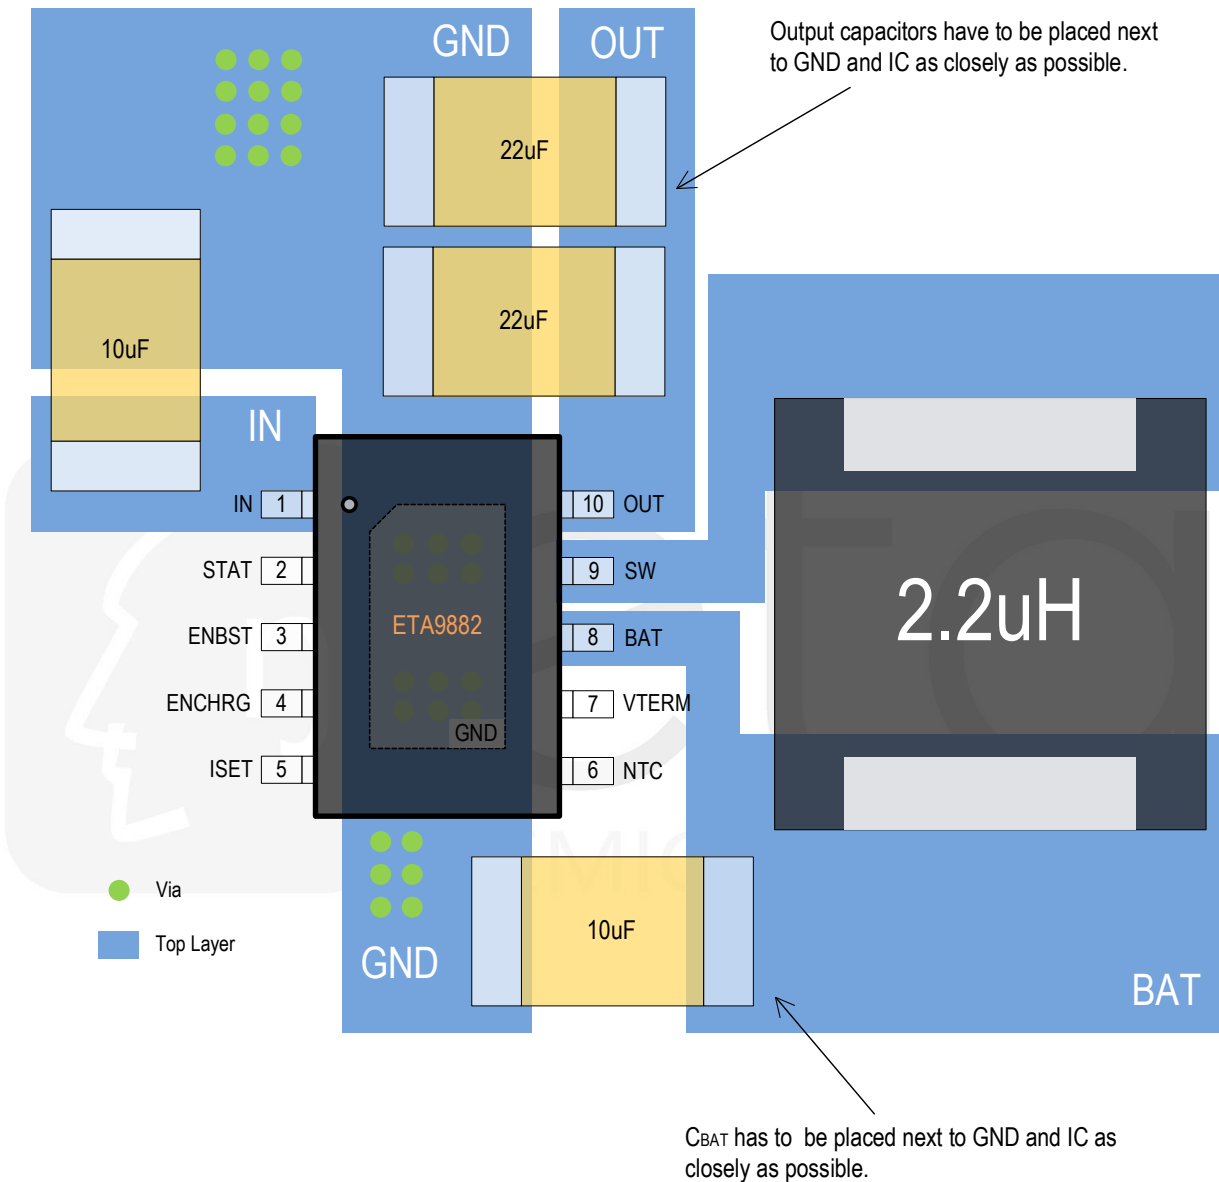 GND
OUT
Output capacitors have to be placed next
to GND and IC as closely as possible.
22uF
22uF
10uF
IN
IN 1
10 OUT
STAT 2
9 SW
ENBST 3
8 BAT
ETA9882
2.2uH
ENCHRG 4
7 VTERM
GND
ISET 5
6 NTC
Via
Top Layer
GND
10uF
BAT
CBAT has to be placed next to GND and IC as
closely as possible.